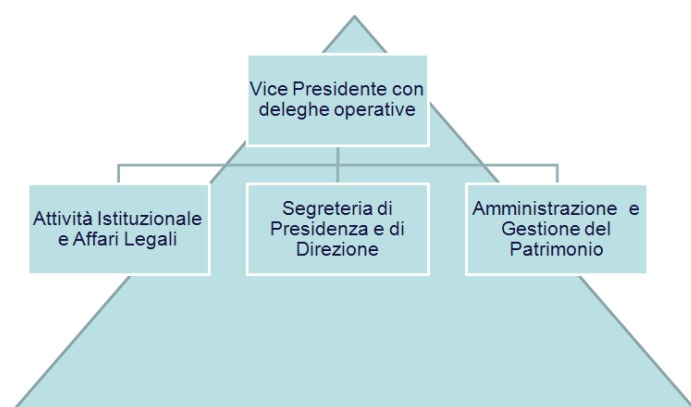 Vice Presidente con
deleghe operative
Attività Istituzionale
e Affari Legali
Segreteria di
Presidenza e di
Direzione
Amministrazione e
Gestione del
Patrimonio